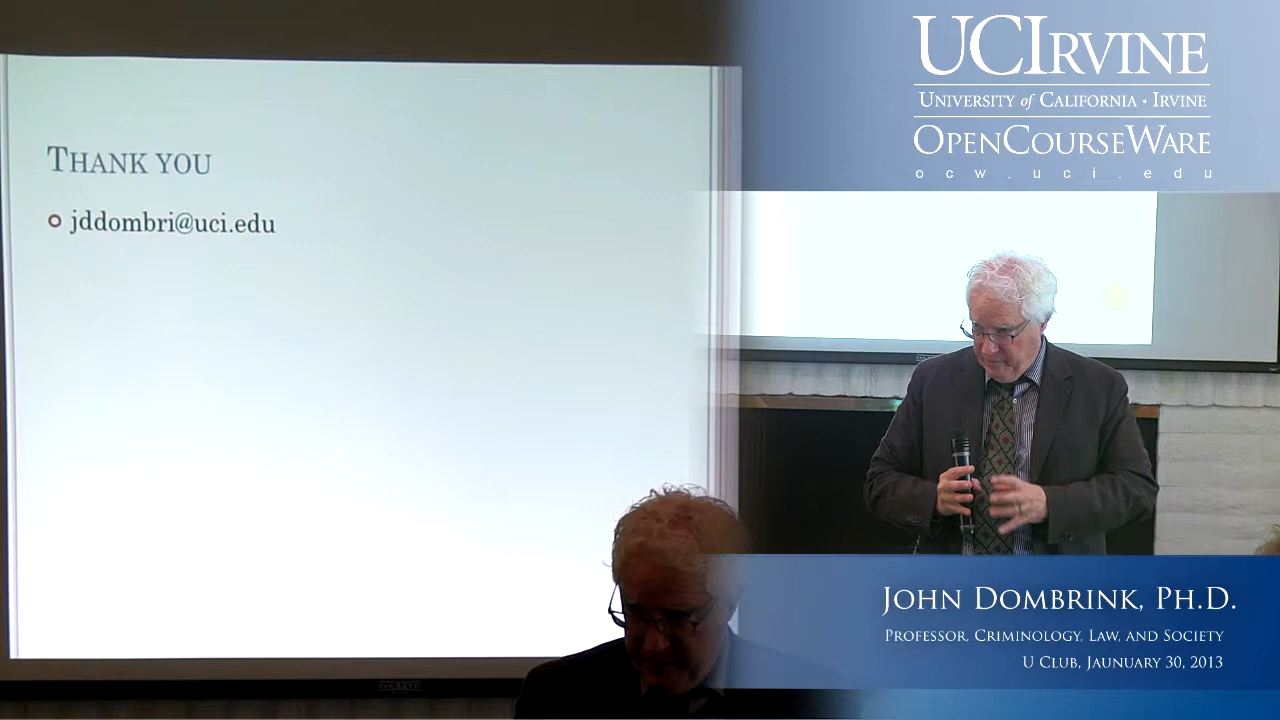 THANK YOU
jddombri@uci.edu
UCIRVINE
UNIVERSITY of CALIFORNIA • IRVINE
OPENCOURSEWARE
ocw.uci.edu
JOHN DOMBRINK, PH.D.
PROFESSOR, CRIMINOLOGY, LAW, AND SOCIETY
U CLUB, JAUNUARY 30, 2013